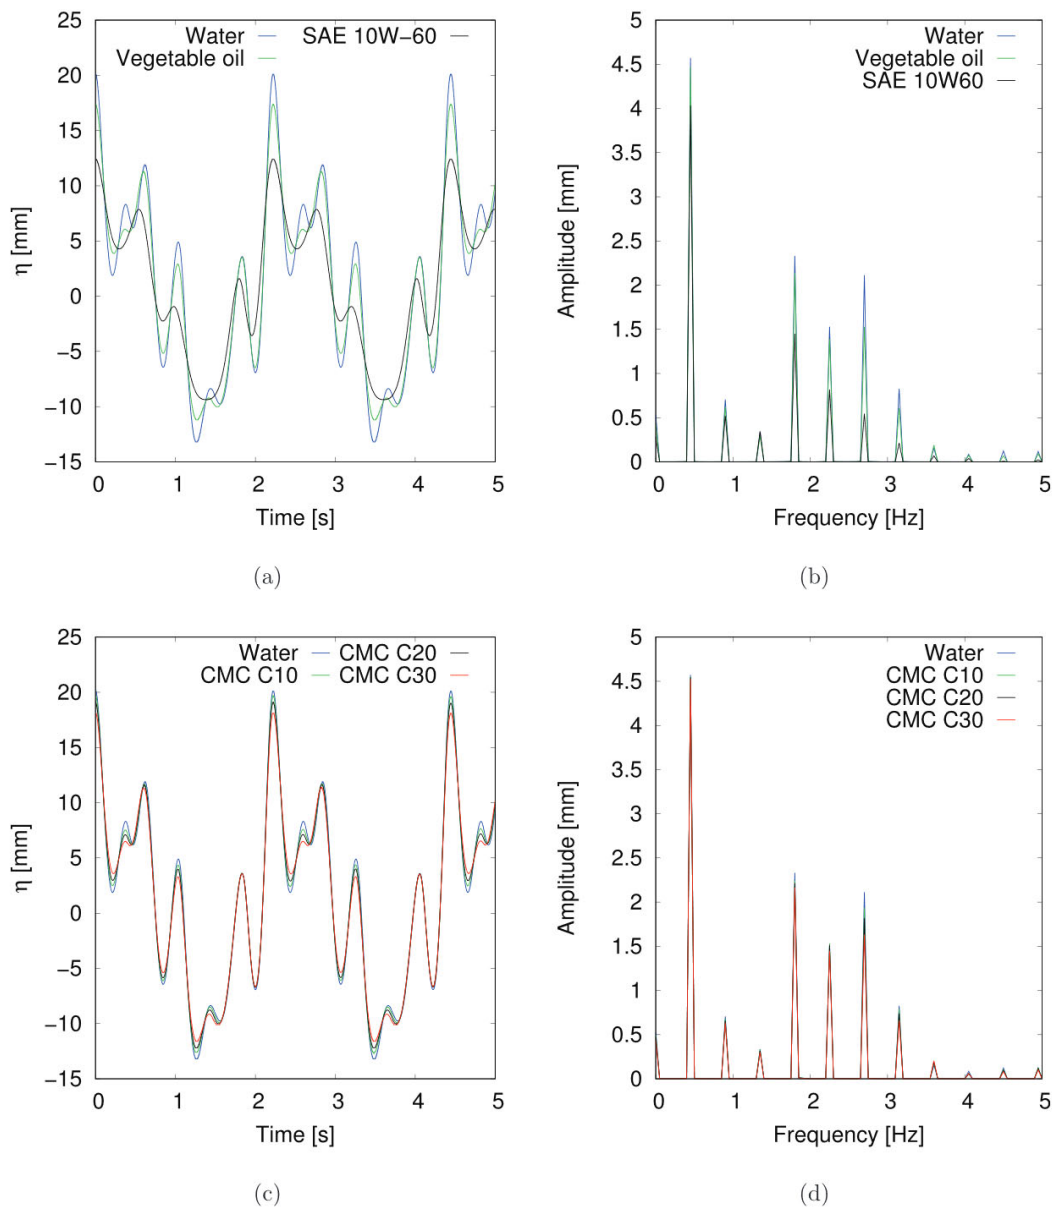 25
20
15
10
5
0
−5
−10
−15
η [mm]
Water
SAE 10W−60
Vegetable oil
0 1 2 3 4 5
Time [s]
(a)
5
4.5
4
3.5
3
2.5
2
1.5
1
0.5
0
Amplitude [mm]
Water
Vegetable oil
SAE 10W60
0 1 2 3 4 5
Frequency [Hz]
(b)
25
20
15
10
5
0
−5
−10
−15
η [mm]
Water
CMC C20
CMC C10
CMC C30
0 1 2 3 4 5
Time [s]
(c)
5
4.5
4
3.5
3
2.5
2
1.5
1
0.5
0
Amplitude [mm]
Water
CMC C10
CMC C20
CMC C30
0 1 2 3 4 5
Frequency [Hz]
(d)